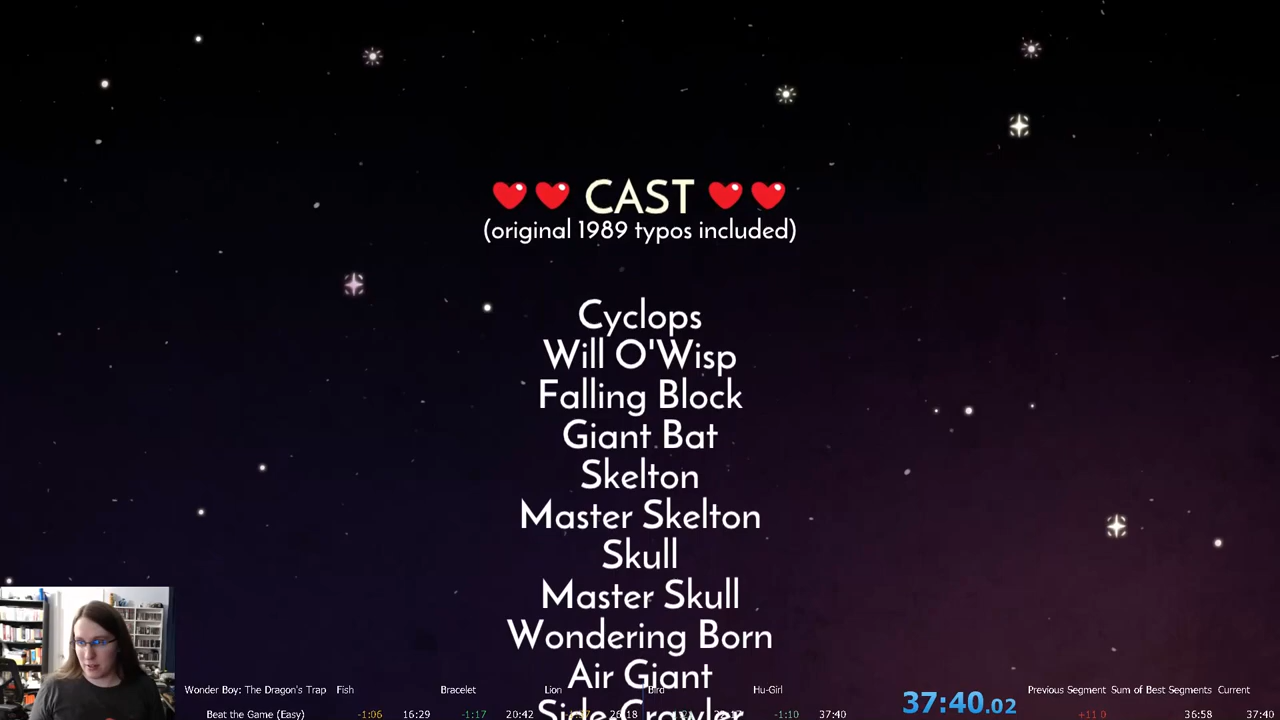 CAST
(original 1989 typos included)
Cyclops
Will O'Wisp
Falling Block
Giant Bat
Skelton
Master Skelton
Skull
Master Skull
Wondering Born
Air Giant
Side Crawler
Wonder Boy: The Dragon's Trap Fish Bracelet Lion Bird Hu-Girl 37:40.02 Previous Segment Sum of Best Segments Current
Beat the Game (Easy) -1:06 16:29 -1:17 20:42 -1:10 37:40 36:58 37:40